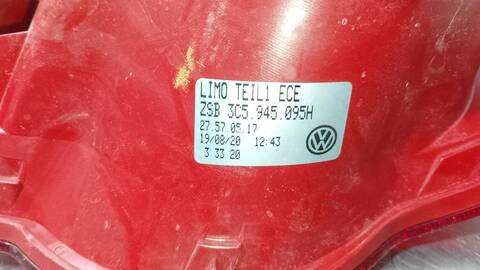 LIMO TEIL1 ECE
ZSB 3C5.945.095H
27.57.05.17
19/08/20 12:43
3 33 20